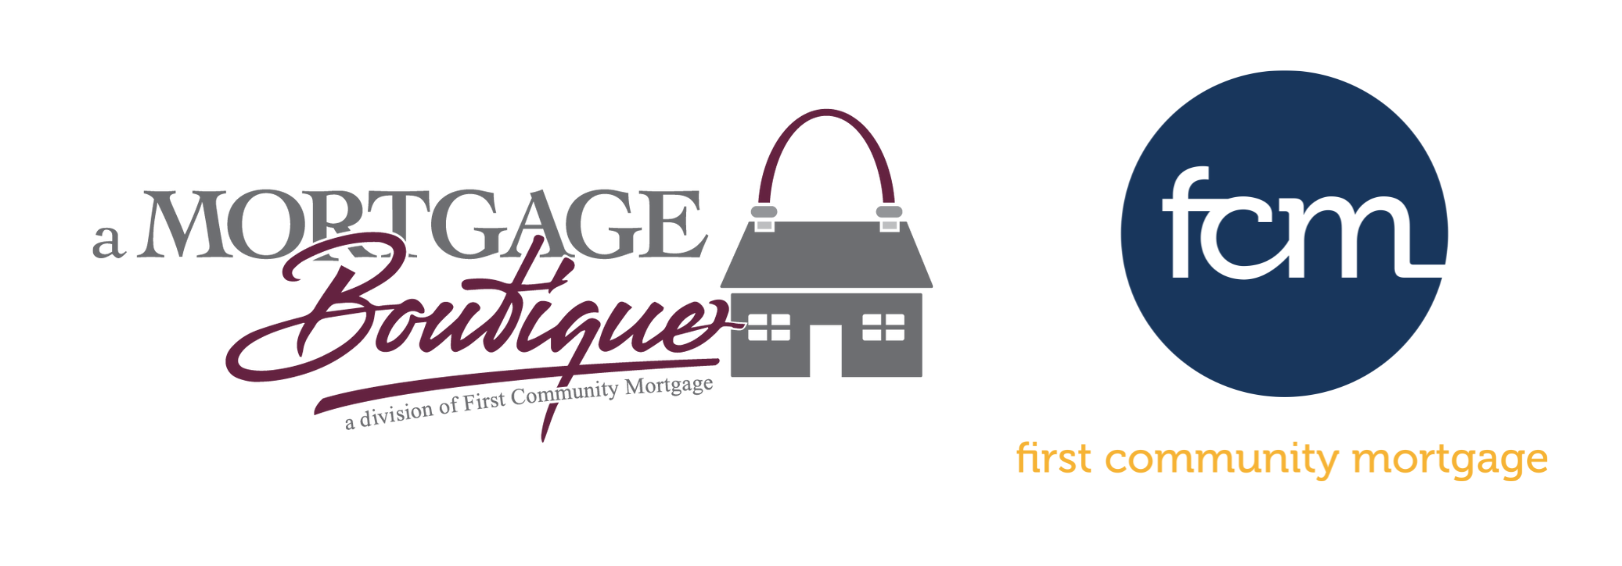 a MORTGAGE
Boutique
a division of First Community Mortgage
fcm
first community mortgage